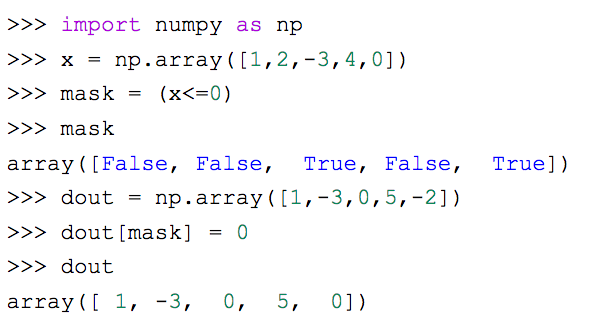 >>> import numpy as np
>>> x = np.array([1,2,-3,4,0])
>>> mask = (x<=0)
>>> mask
array([False, False,  True, False,  True])
>>> dout = np.array([1,-3,0,5,-2])
>>> dout[mask] = 0
>>> dout
array([ 1, -3,  0,  5,  0])